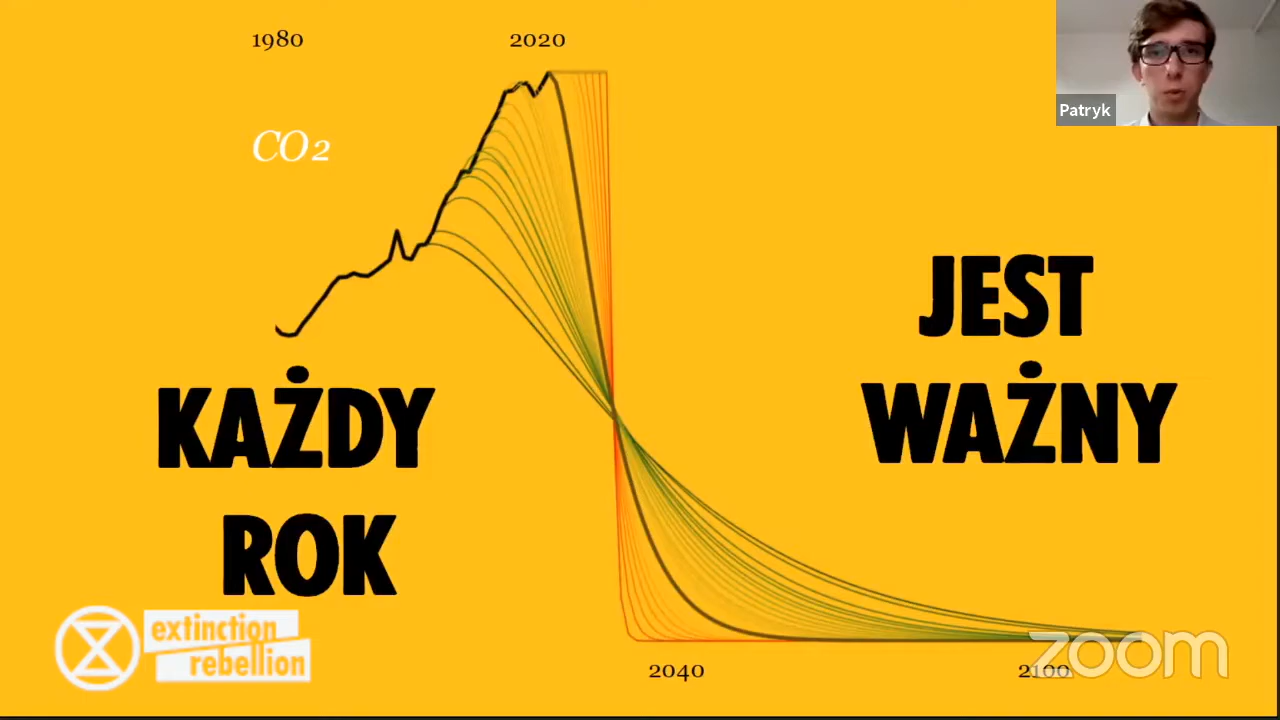 1980
2020
Patryk
CO2
JEST
WAŻNY
KAŻDY
ROK
extinction
rebellion
zoom
2040
2100